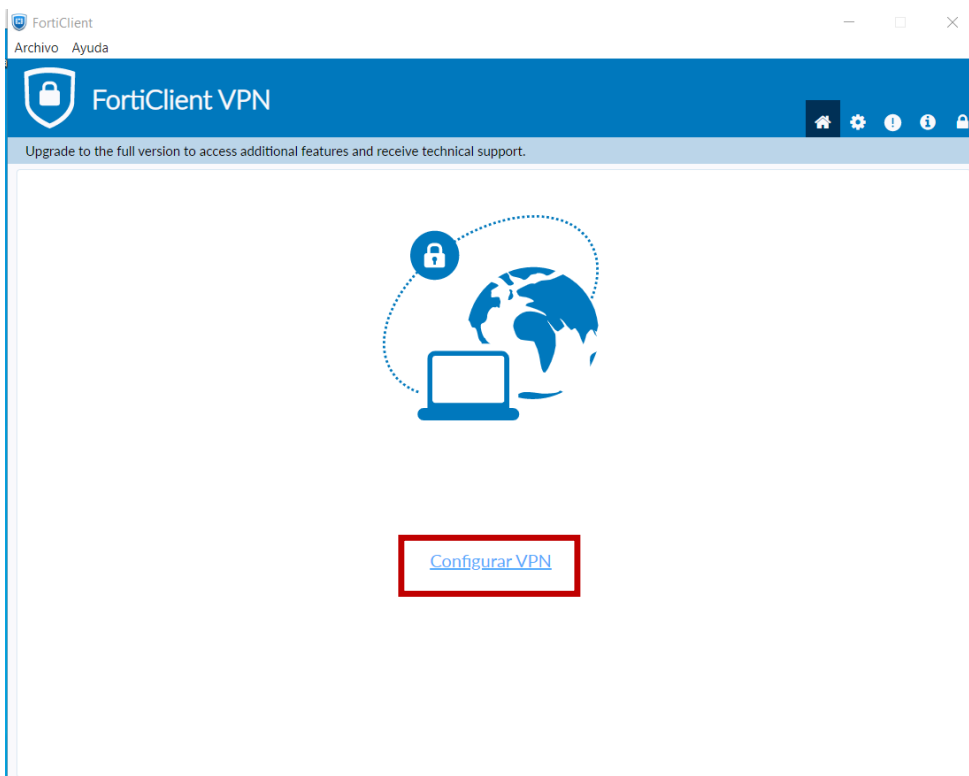 FortiClient
Archivo Ayuda
FortiClient VPN
Upgrade to the full version to access additional features and receive technical support.
Configurar VPN